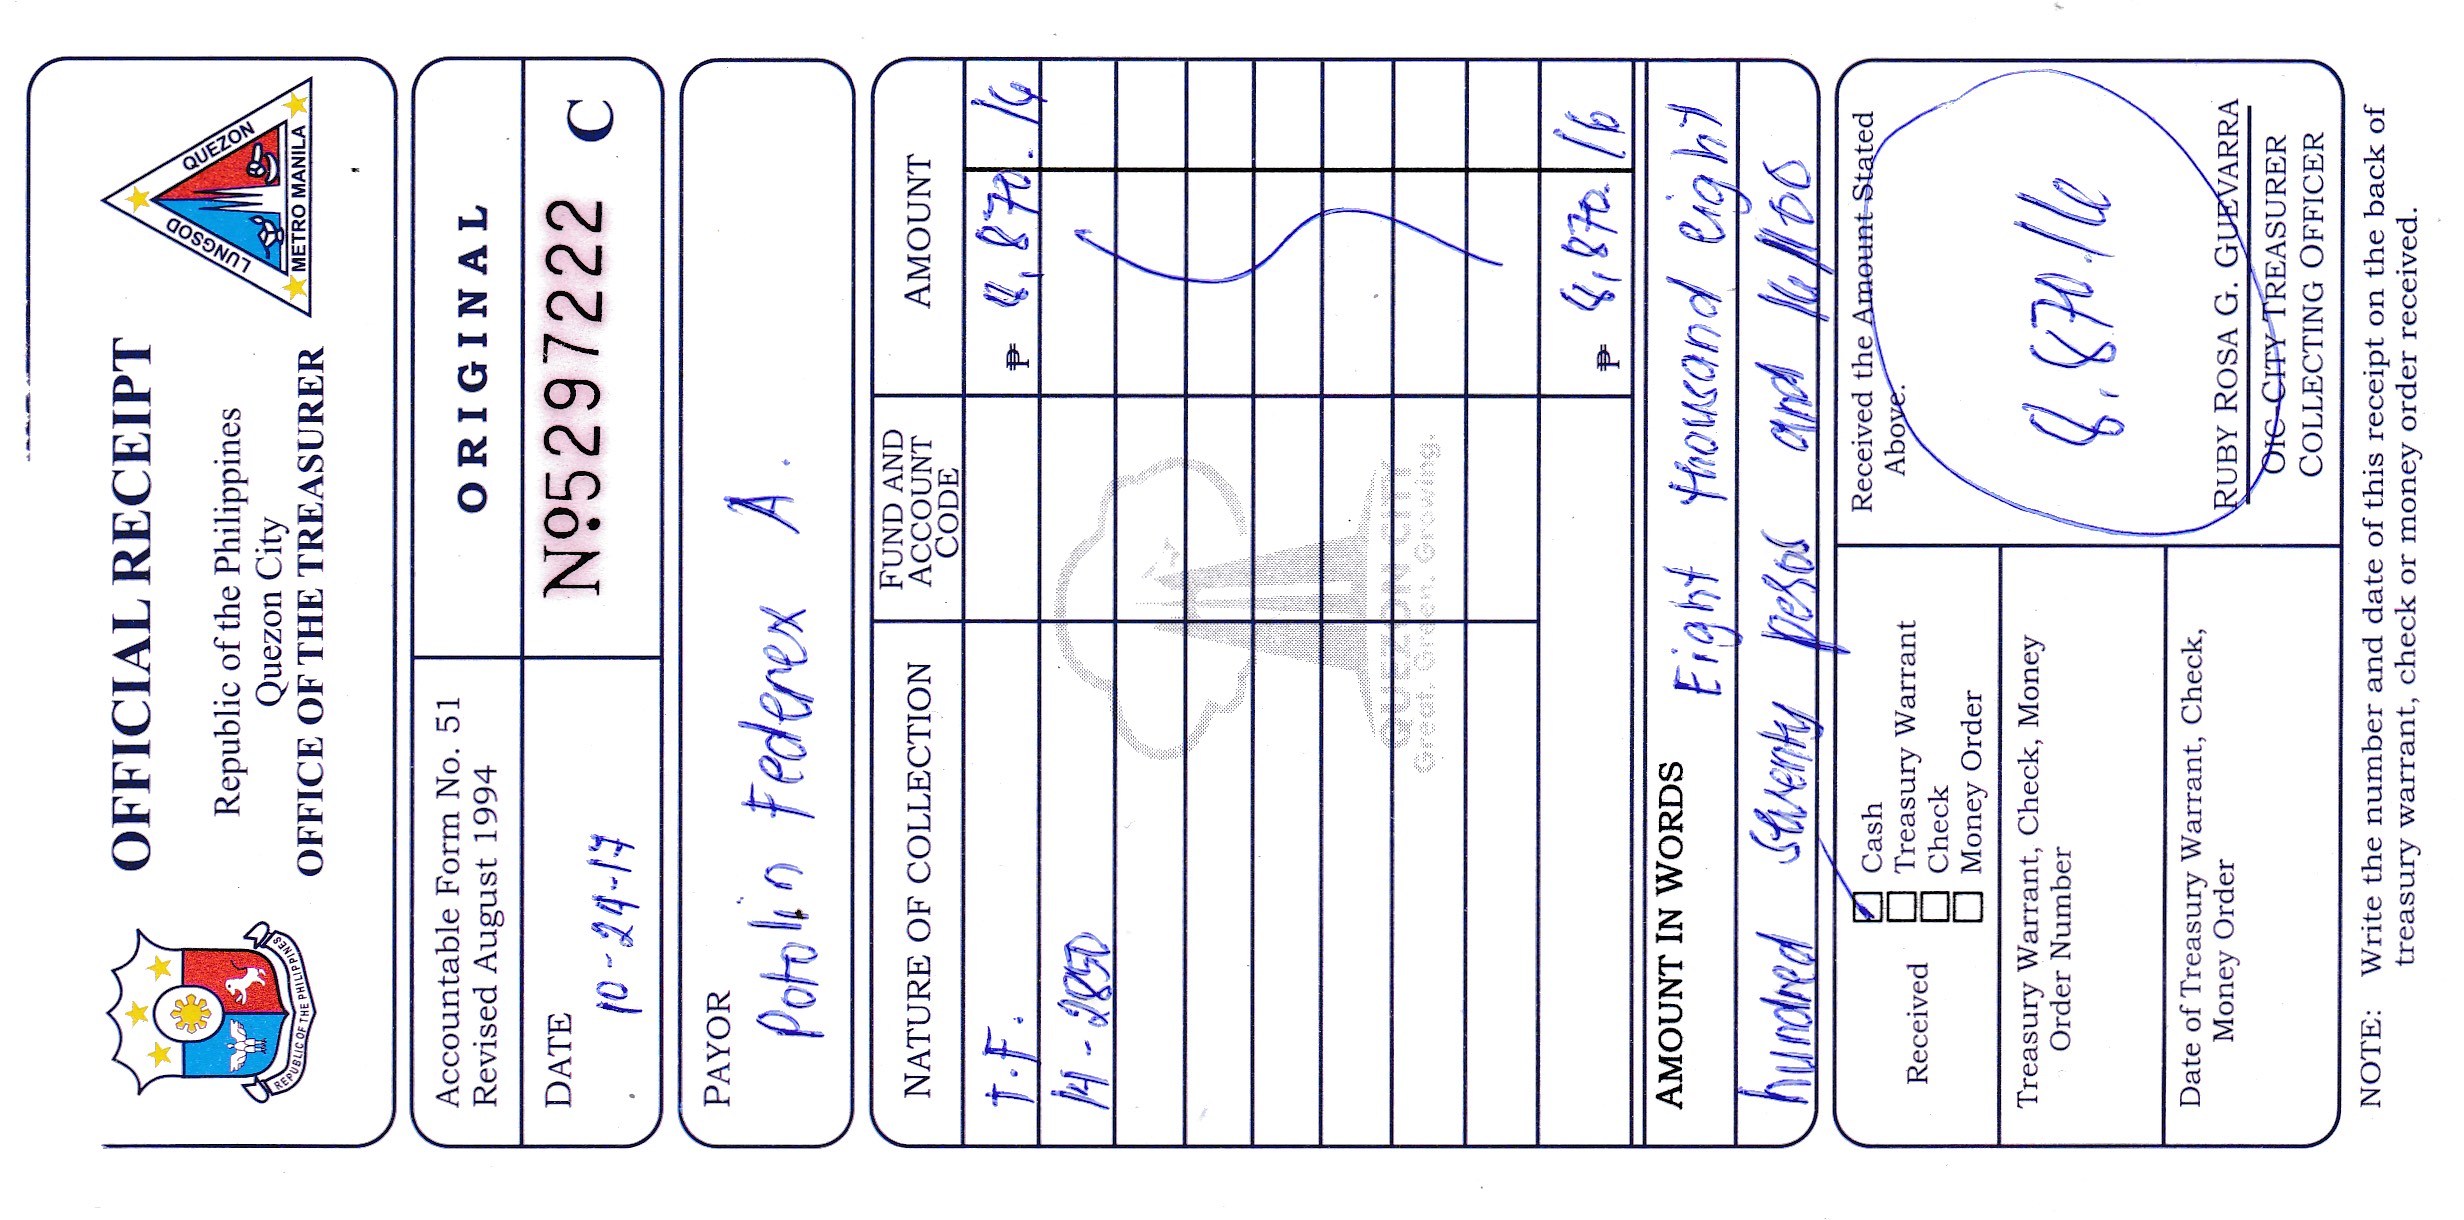 OFFICIAL RECEIPT
Republic of the Philippines
Quezon City
OFFICE OF THE TREASURER
REPUBLIC OF THE PHILIPPINES
LUNGSOD QUEZON
METRO MANILA
Accountable Form No. 51
Revised August 1994
ORIGINAL
DATE
10-24-17
Nº 5297222 C
PAYOR
Potolin Federex A.
NATURE OF COLLECTION FUND AND ACCOUNT CODE AMOUNT
T.F. ₱ 8,870.16
14-2850
₱ 8,870.16
QUEZON CITY
Great. Green. Growing.
AMOUNT IN WORDS Eight thousand eight
hundred seventy pesos and 16/100
Received
Cash
Treasury Warrant
Check
Money Order
Received the Amount Stated
Above.
8,870.16
Treasury Warrant, Check, Money
Order Number
RUBY ROSA G. GUEVARRA
OIC-CITY TREASURER
COLLECTING OFFICER
Date of Treasury Warrant, Check,
Money Order
NOTE: Write the number and date of this receipt on the back of
treasury warrant, check or money order received.